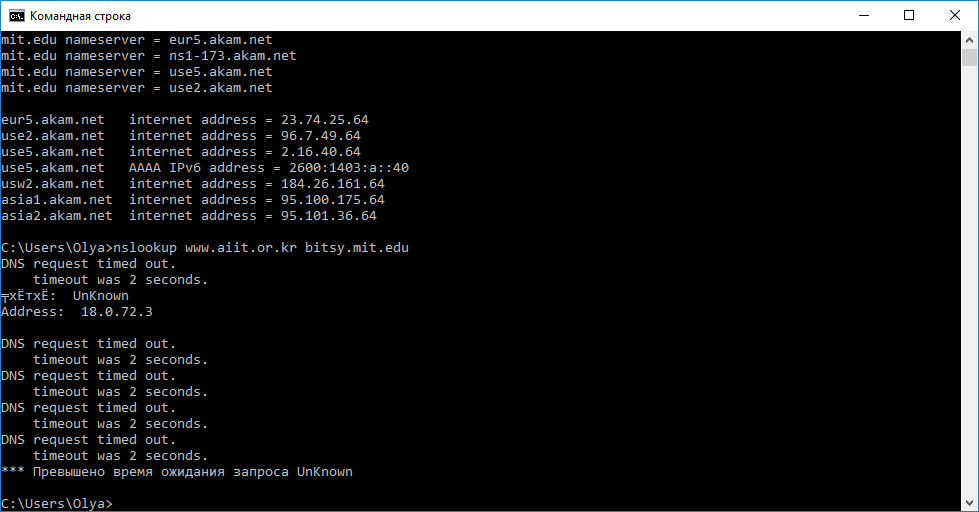 Командная строка
mit.edu nameserver = eur5.akam.net
mit.edu nameserver = ns1-173.akam.net
mit.edu nameserver = use5.akam.net
mit.edu nameserver = use2.akam.net
eur5.akam.net   internet address = 23.74.25.64
use2.akam.net   internet address = 96.7.49.64
use5.akam.net   internet address = 2.16.40.64
use5.akam.net   AAAA IPv6 address = 2600:1403:a::40
usw2.akam.net   internet address = 184.26.161.64
asia1.akam.net  internet address = 95.100.175.64
asia2.akam.net  internet address = 95.101.36.64
C:\Users\Olya>nslookup www.aiit.or.kr bitsy.mit.edu
DNS request timed out.
    timeout was 2 seconds.
╤хЁтхЁ:  UnKnown
Address:  18.0.72.3
DNS request timed out.
    timeout was 2 seconds.
DNS request timed out.
    timeout was 2 seconds.
DNS request timed out.
    timeout was 2 seconds.
DNS request timed out.
    timeout was 2 seconds.
*** Превышено время ожидания запроса UnKnown
C:\Users\Olya>